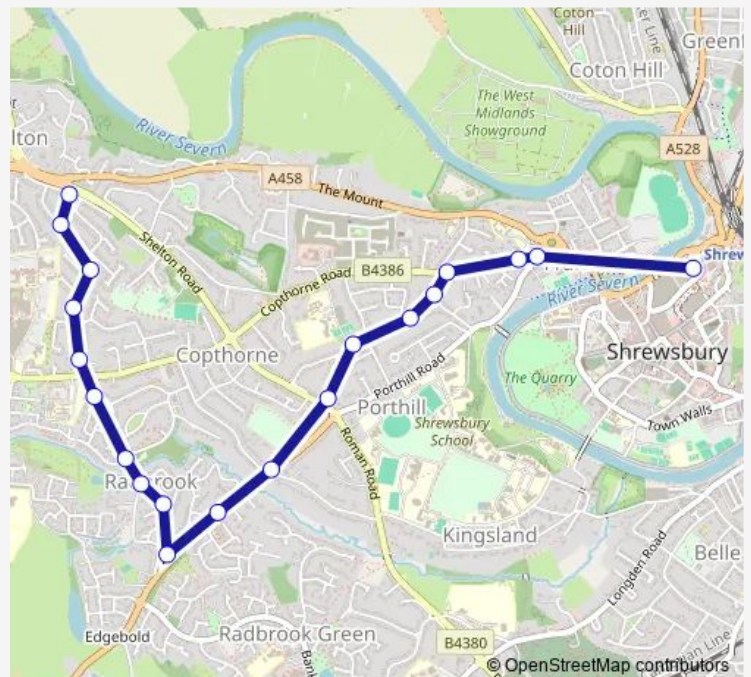 Coton
Hill
Coton Hill
The West
Midlands
Showground
River Severn
lton
A528
A458
The Mount
Shelton Road
B4386
Copthorne Road
Shrew
River Severn
Shrewsbury
Copthorne
The Quarry
Porthill Road
Porthill
Town Walls
Shrewsbury
School
Roman Road
Radbrook
Kingsland
Longden Road
Belle
Edgebold
Radbrook Green
B4380
© OpenStreetMap contributors